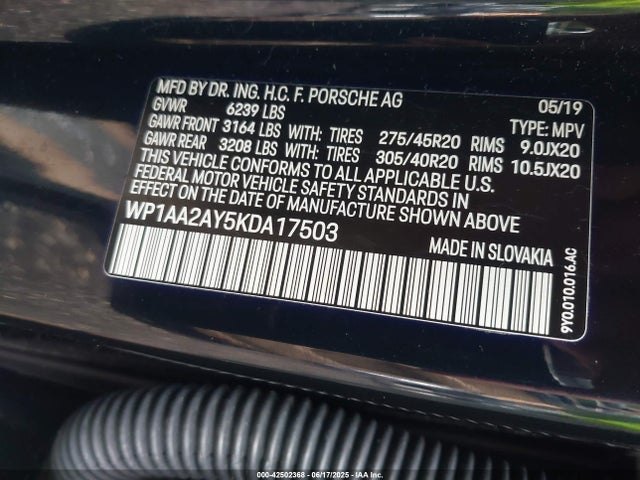 MFD BY DR. ING. H.C. F. PORSCHE AG 05/19
GVWR 6239 LBS TYPE: MPV
GAWR FRONT 3164 LBS WITH: TIRES 275/45R20 RIMS 9.0JX20
GAWR REAR 3208 LBS WITH: TIRES 305/40R20 RIMS 10.5JX20
THIS VEHICLE CONFORMS TO ALL APPLICABLE U.S.
FEDERAL MOTOR VEHICLE SAFETY STANDARDS IN
EFFECT ON THE DATE OF MANUFACTURE SHOWN ABOVE
WP1AA2AY5KDA17503 MADE IN SLOVAKIA
9Y0.010.016.AC
000-42502368 - 06/17/2025 - IAA Inc.